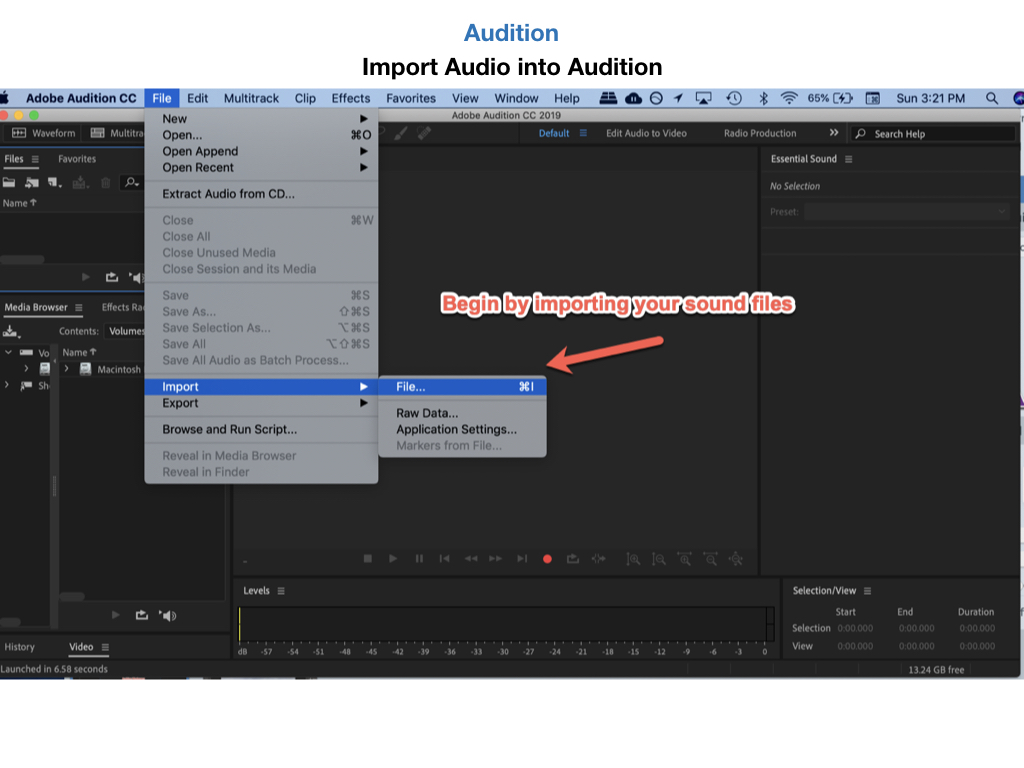 Audition
Import Audio into Audition
Adobe Audition CC File Edit Multitrack Clip Effects Favorites View Window Help 65% Sun 3:21 PM
Adobe Audition CC 2019
Waveform Multitra Default Edit Audio to Video Radio Production >> Search Help
Files Favorites
Name ↑
New
Open... ⌘O
Open Append
Open Recent
Extract Audio from CD...
Close ⌘W
Close All
Close Unused Media
Close Session and its Media
Save ⌘S
Save As... ⇧⌘S
Save Selection As... ⌥⌘S
Save All ⌥⇧⌘S
Save All Audio as Batch Process...
Import
Export
Browse and Run Script...
Reveal in Media Browser
Reveal in Finder
File... ⌘I
Raw Data...
Application Settings...
Markers from File...
Begin by importing your sound files
Essential Sound
No Selection
Preset:
Media Browser Effects Ra
Contents: Volumes
Vo Name ↑
Macintosh
Sh
Levels
dB -57 -54 -51 -48 -45 -42 -39 -36 -33 -30 -27 -24 -21 -18 -15 -12 -9 -6 -3 0
Selection/View
Start End Duration
Selection 0:00.000 0:00.000 0:00.000
View 0:00.000 0:00.000 0:00.000
History Video
Launched in 6.58 seconds
13.24 GB free